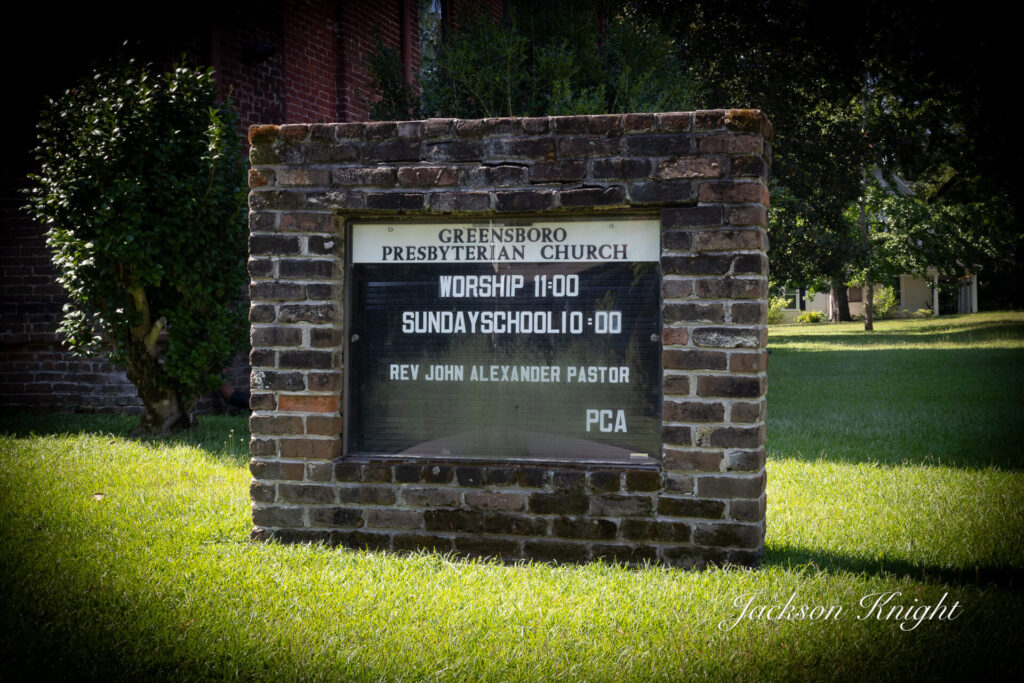 GREENSBORO
PRESBYTERIAN CHURCH
WORSHIP 11:00
SUNDAYSCHOOL10:00
REV JOHN ALEXANDER PASTOR
PCA
Jackson Knight